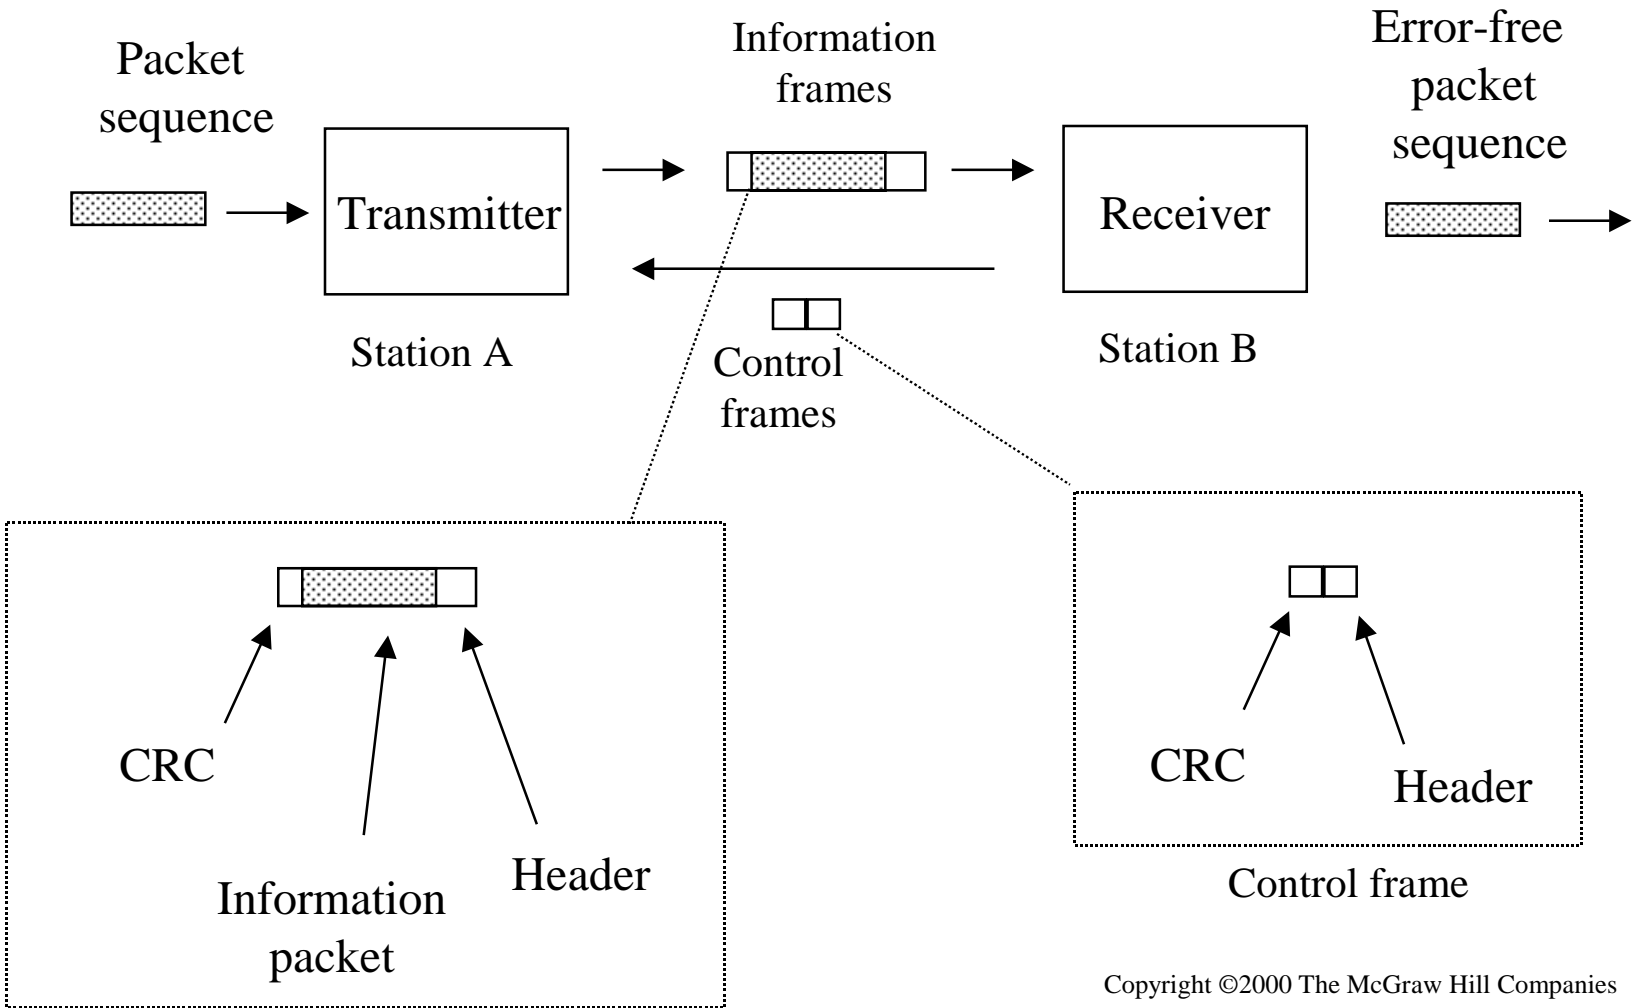 Packet
sequence
Information
frames
Error-free
packet
sequence
Transmitter
Receiver
Station A
Control
frames
Station B
CRC
Information
packet
Header
CRC
Header
Control frame
Copyright ©2000 The McGraw Hill Companies